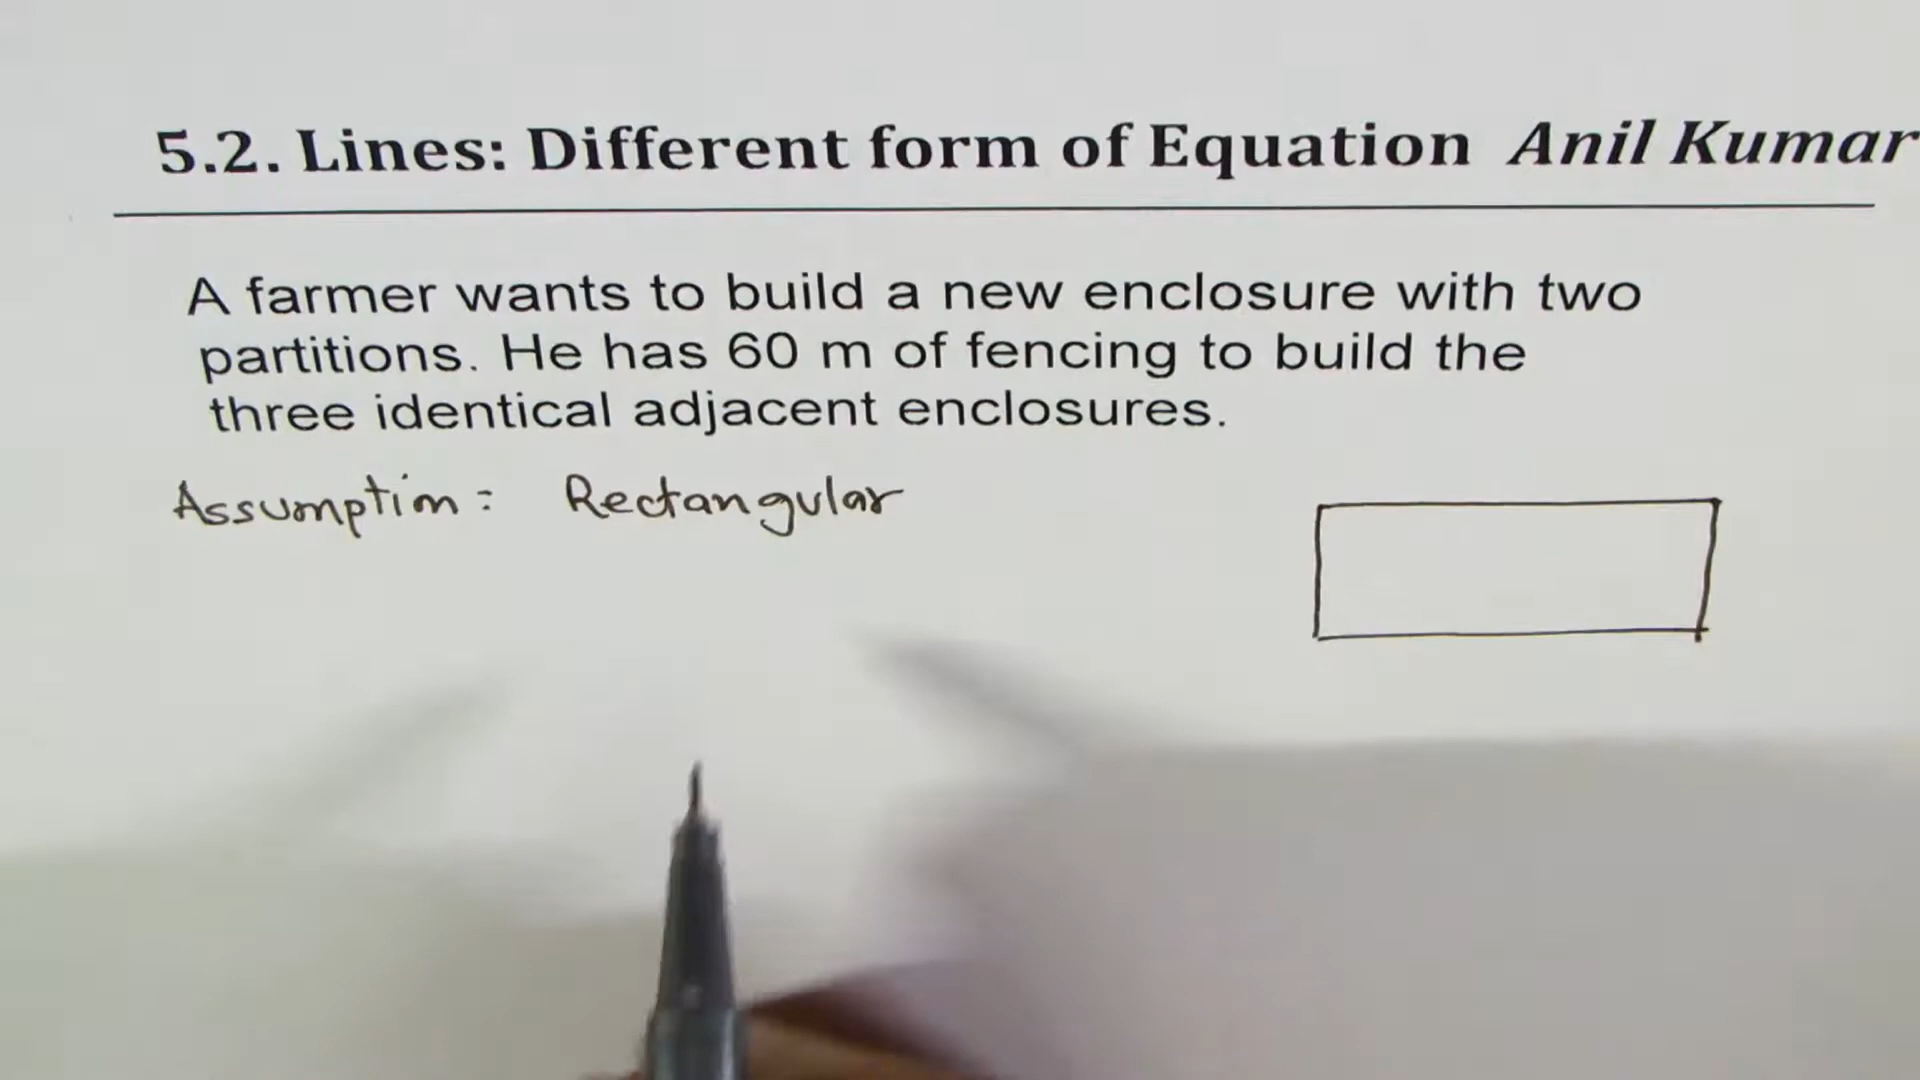 5.2. Lines: Different form of Equation Anil Kumar
A farmer wants to build a new enclosure with two
partitions. He has 60 m of fencing to build the
three identical adjacent enclosures.
Assumption: Rectangular